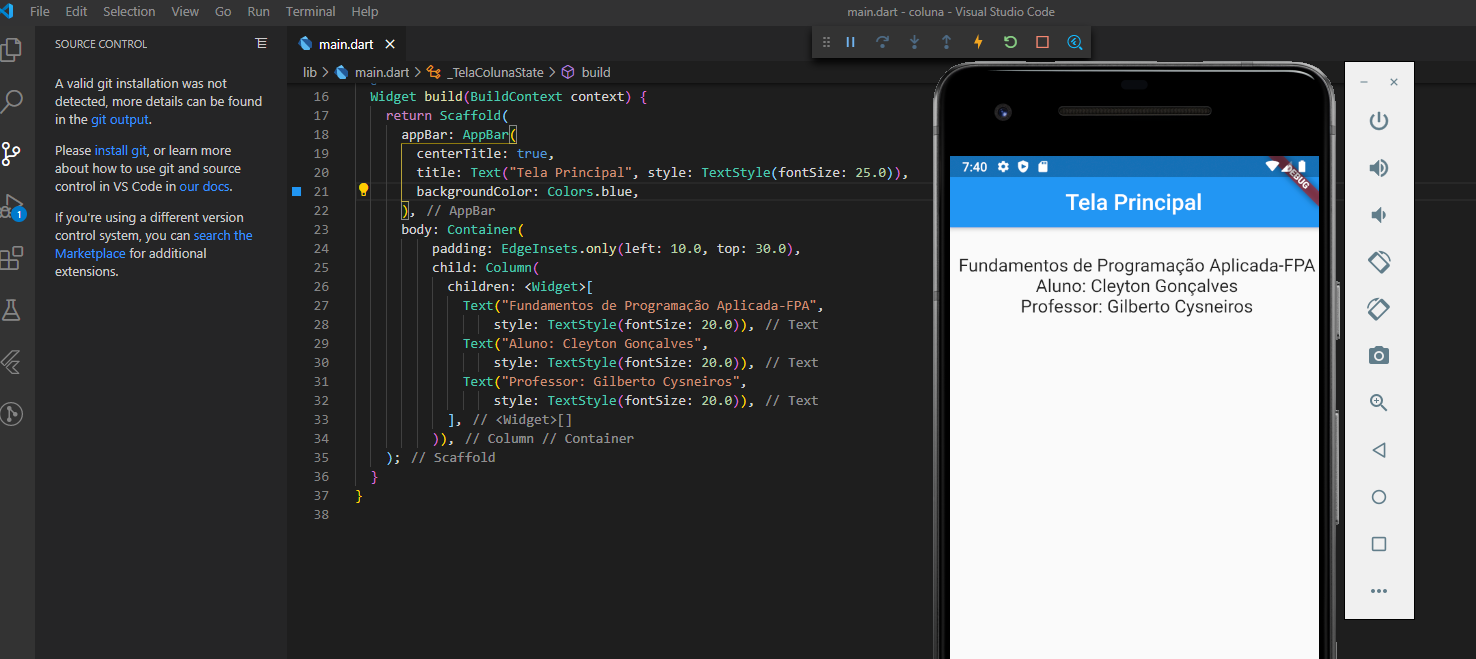 File Edit Selection View Go Run Terminal Help
main.dart - coluna - Visual Studio Code
SOURCE CONTROL
A valid git installation was not
detected, more details can be found
in the git output.
Please install git, or learn more
about how to use git and source
control in VS Code in our docs.
If you're using a different version
control system, you can search the
Marketplace for additional
extensions.
1
main.dart
lib > main.dart > _TelaColunaState > build
16 Widget build(BuildContext context) {
17 return Scaffold(
18 appBar: AppBar(
19 centerTitle: true,
20 title: Text("Tela Principal", style: TextStyle(fontSize: 25.0)),
21 backgroundColor: Colors.blue,
22 ), // AppBar
23 body: Container(
24 padding: EdgeInsets.only(left: 10.0, top: 30.0),
25 child: Column(
26 children: <Widget>[
27 Text("Fundamentos de Programação Aplicada-FPA",
28 style: TextStyle(fontSize: 20.0)), // Text
29 Text("Aluno: Cleyton Gonçalves",
30 style: TextStyle(fontSize: 20.0)), // Text
31 Text("Professor: Gilberto Cysneiros",
32 style: TextStyle(fontSize: 20.0)), // Text
33 ], // <Widget>[]
34 )), // Column // Container
35 ); // Scaffold
36 }
37 }
38
7:40
DEBUG
Tela Principal
Fundamentos de Programação Aplicada-FPA
Aluno: Cleyton Gonçalves
Professor: Gilberto Cysneiros